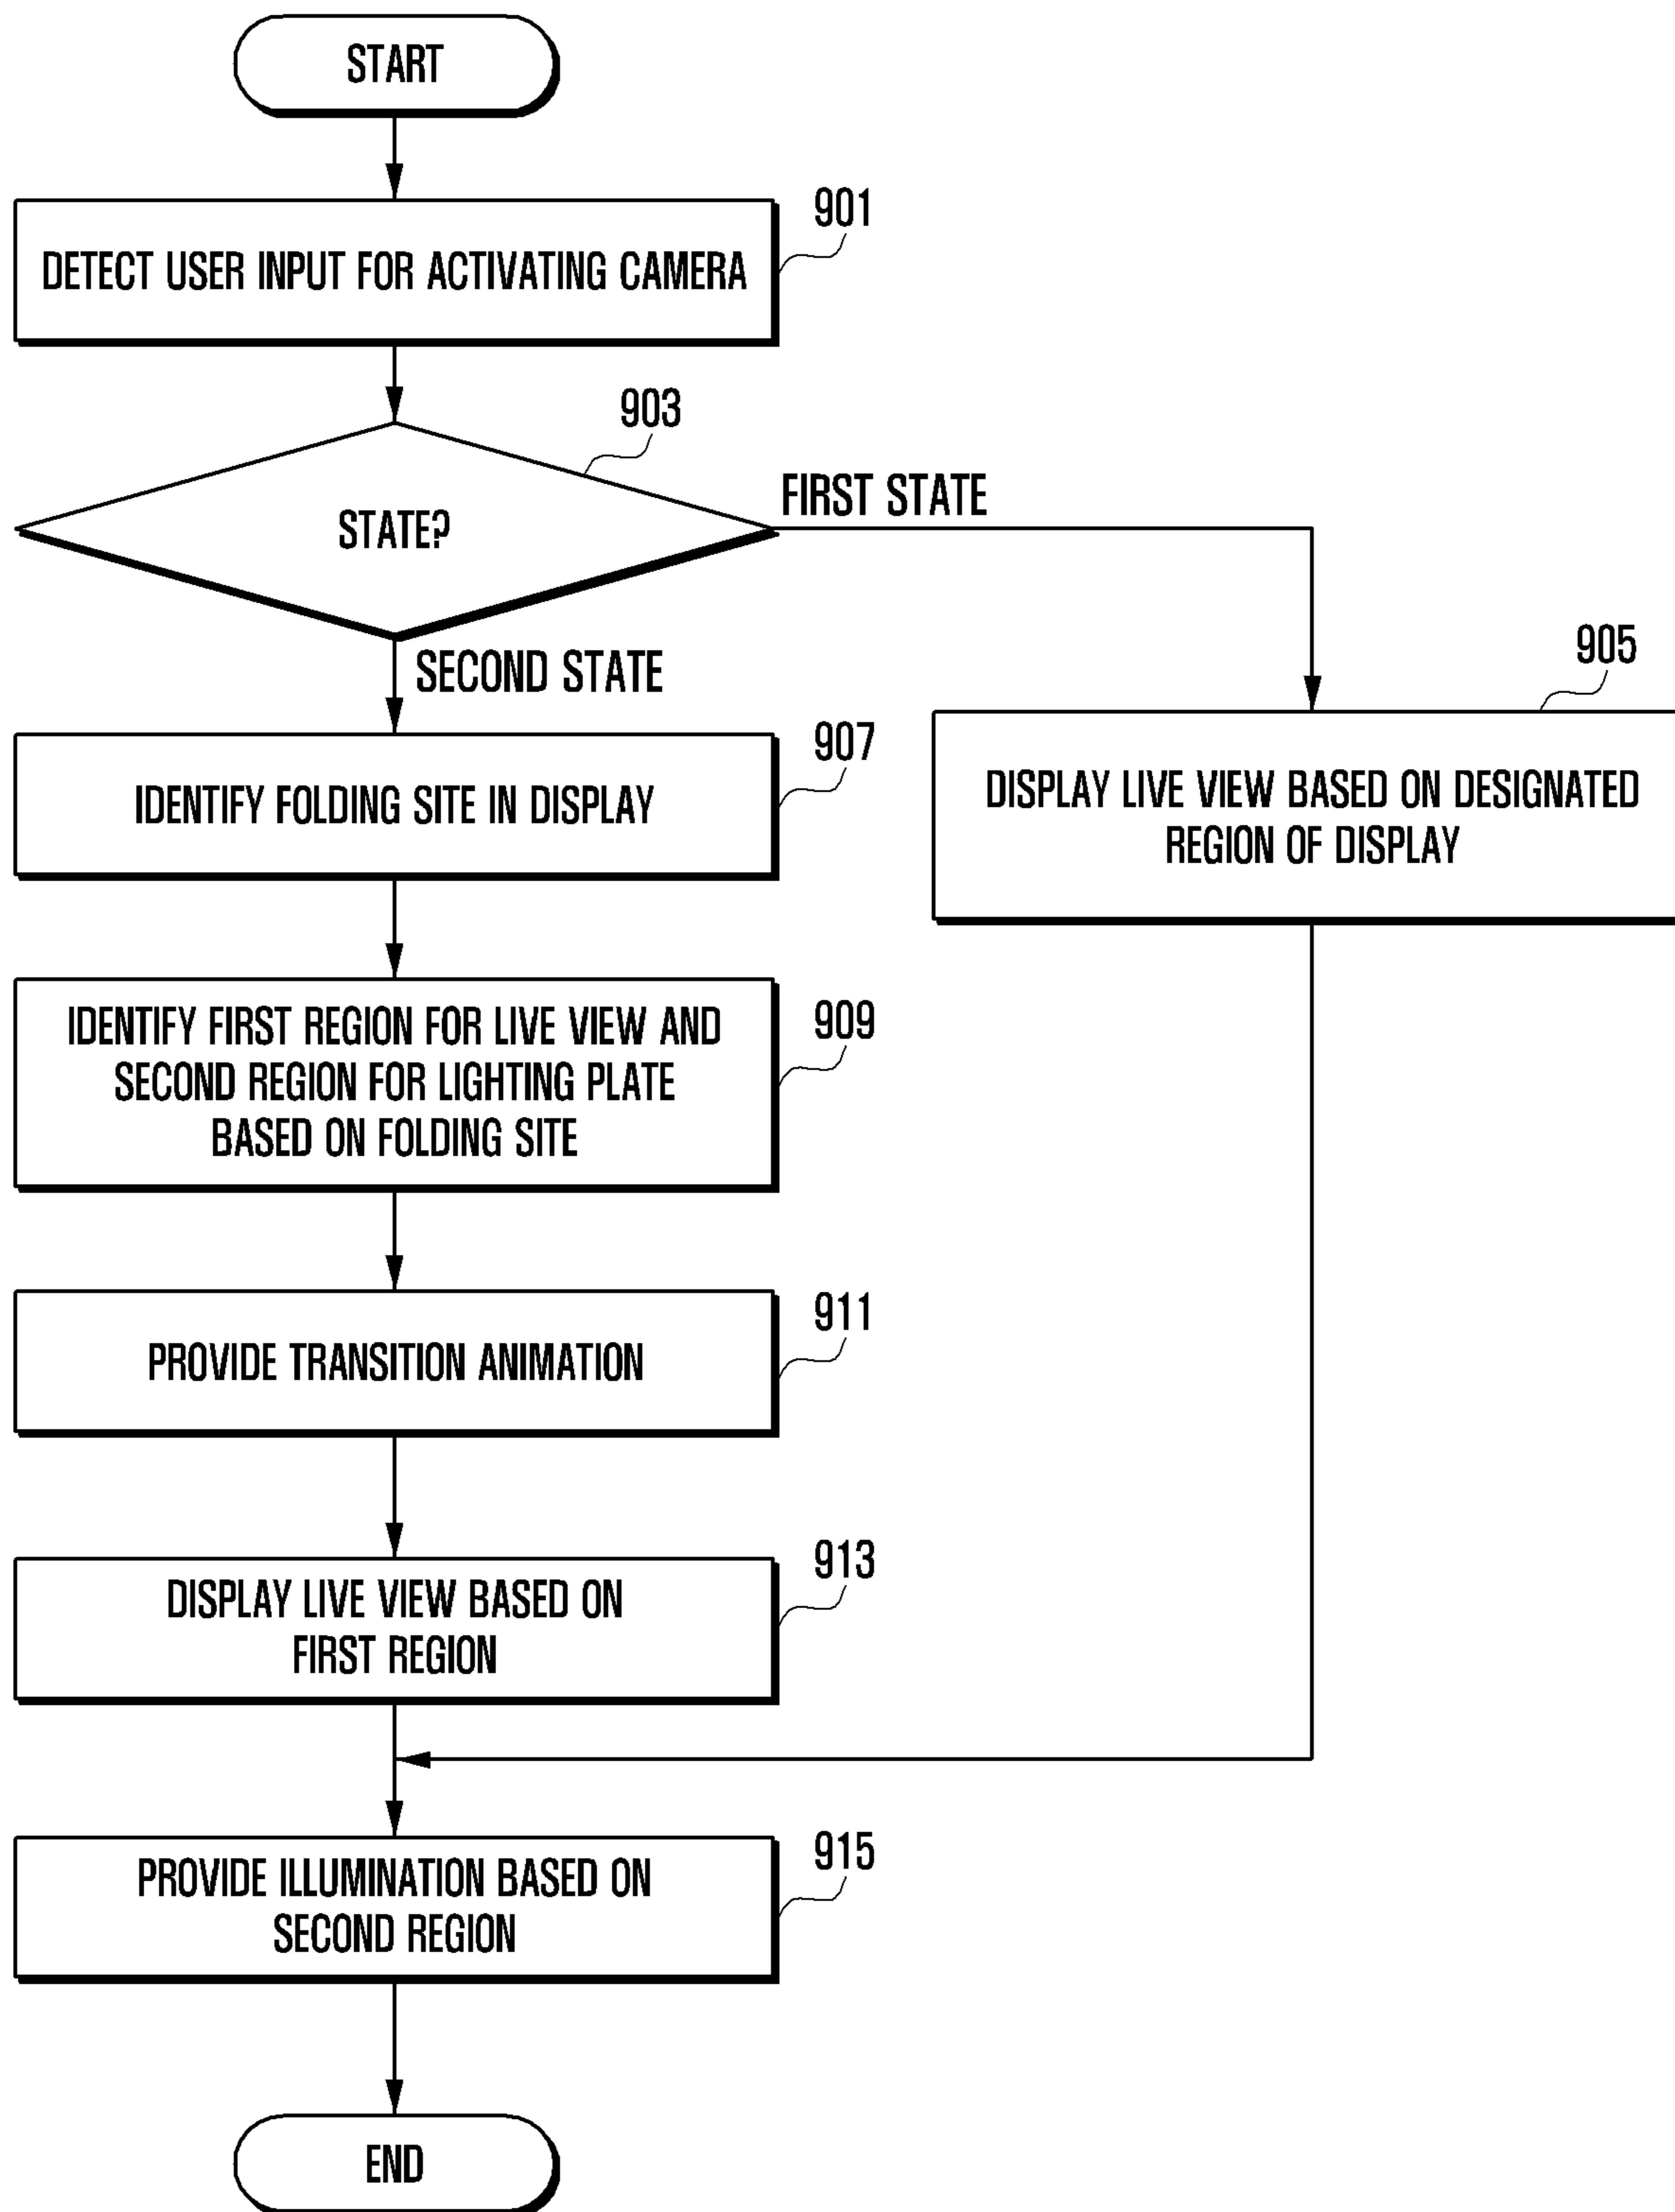 START
901
DETECT USER INPUT FOR ACTIVATING CAMERA
903
STATE?
FIRST STATE
SECOND STATE
905
DISPLAY LIVE VIEW BASED ON DESIGNATED
REGION OF DISPLAY
907
IDENTIFY FOLDING SITE IN DISPLAY
909
IDENTIFY FIRST REGION FOR LIVE VIEW AND
SECOND REGION FOR LIGHTING PLATE
BASED ON FOLDING SITE
911
PROVIDE TRANSITION ANIMATION
913
DISPLAY LIVE VIEW BASED ON
FIRST REGION
915
PROVIDE ILLUMINATION BASED ON
SECOND REGION
END